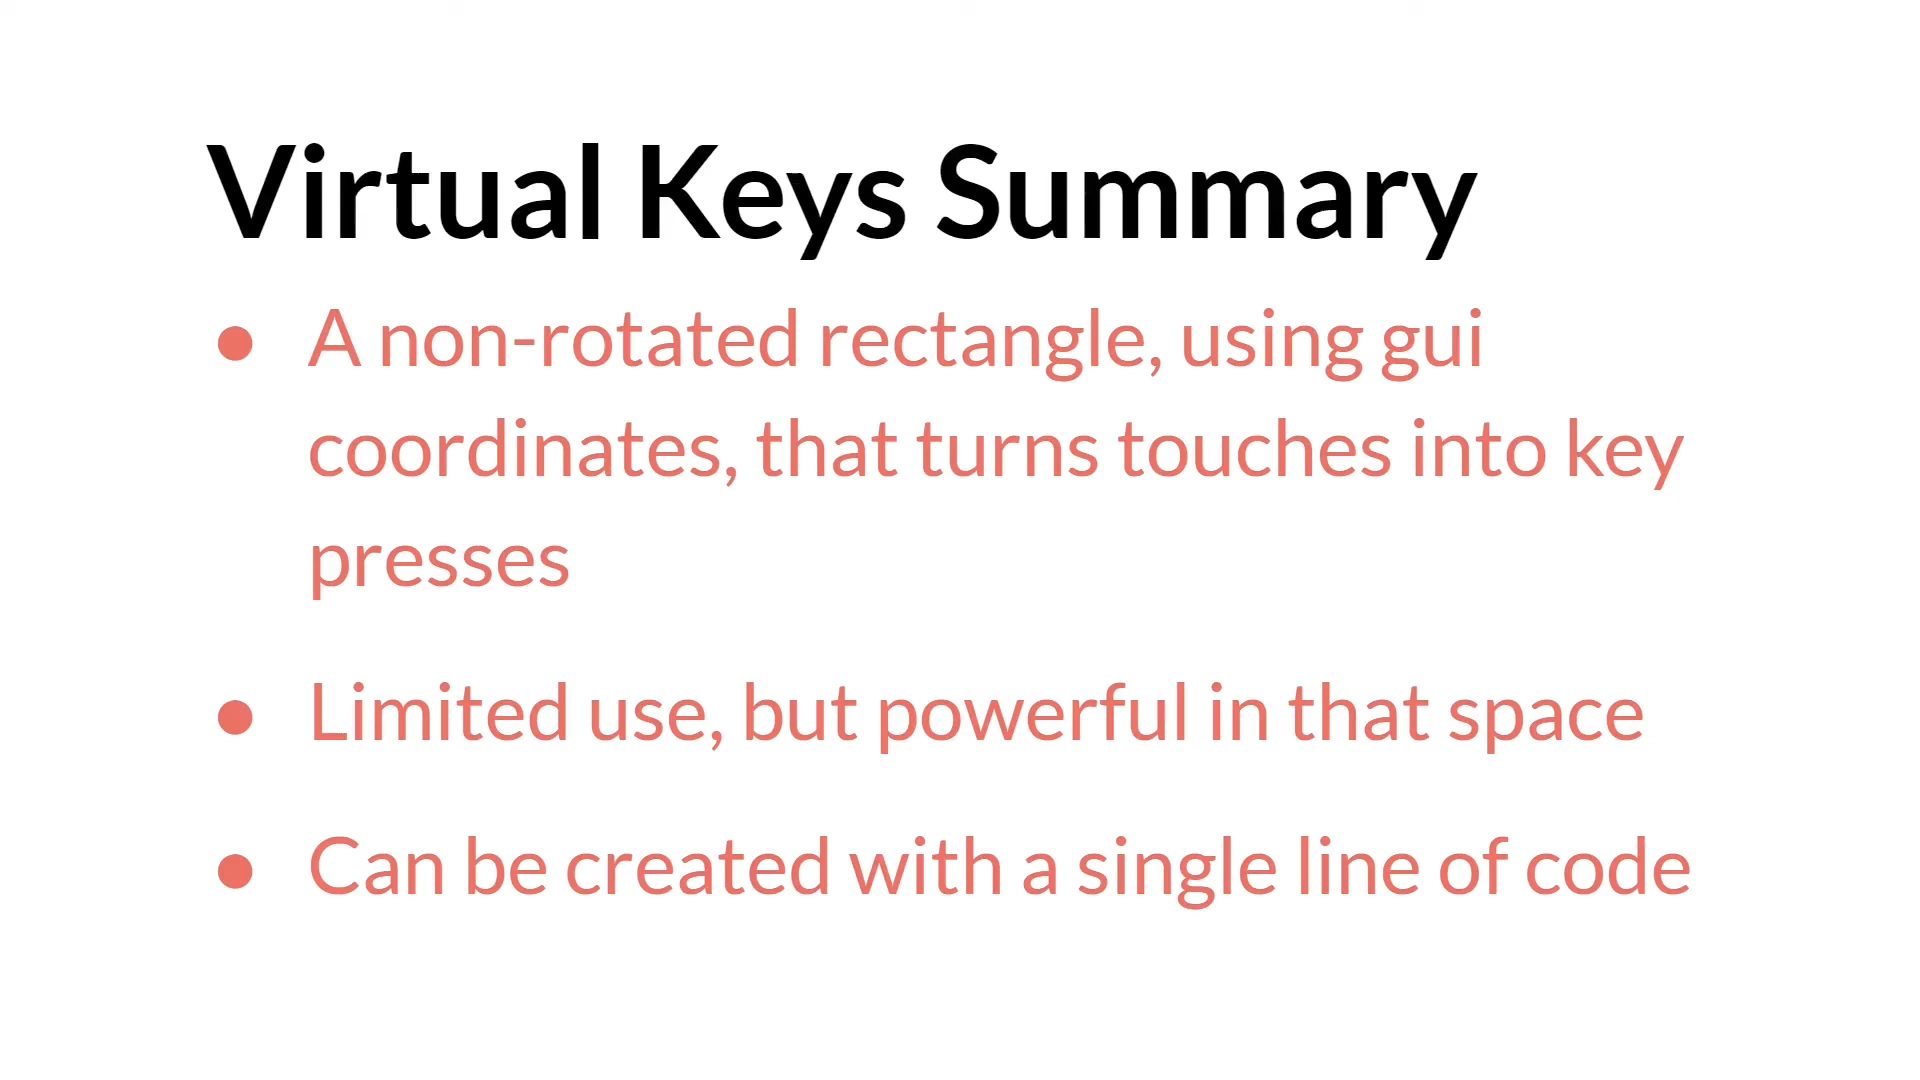 Virtual Keys Summary
● A non-rotated rectangle, using gui
coordinates, that turns touches into key
presses
● Limited use, but powerful in that space
● Can be created with a single line of code